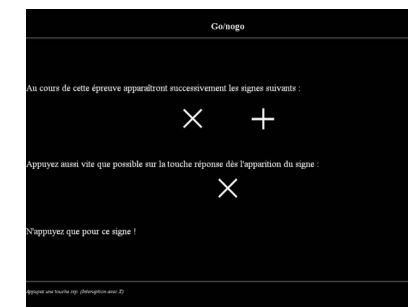 Go/nogo
Au cours de cette épreuve apparaîtront successivement les signes suivants :
Appuyez aussi vite que possible sur la touche réponse dès l'apparition du signe :
N'appuyez que pour ce signe !
Appuyez une touche rep. (Interruption avec X)